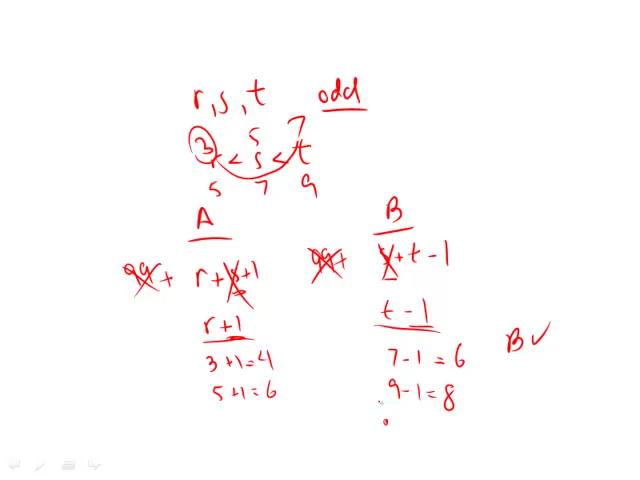 r, s, t odd
5 7
3
r < s < t
5 7 9
A B
99 + r + s + 1 99 + s + t - 1
r + 1 t - 1
3 + 1 = 4 7 - 1 = 6 B ✓
5 + 1 = 6 9 - 1 = 8